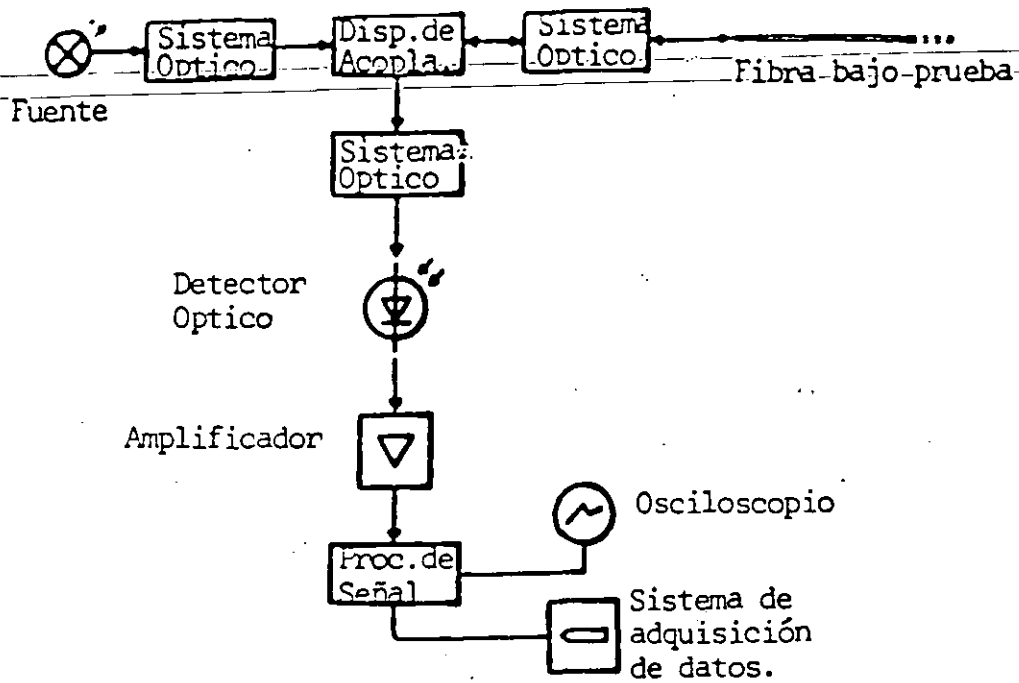 Sistema
Optico
Disp.de
Acopla.
Sistema
Optico
Fibra bajo prueba
Fuente
Sistema
Optico
Detector
Optico
Amplificador
Osciloscopio
Proc.de
Señal
Sistema de
adquisición
de datos.